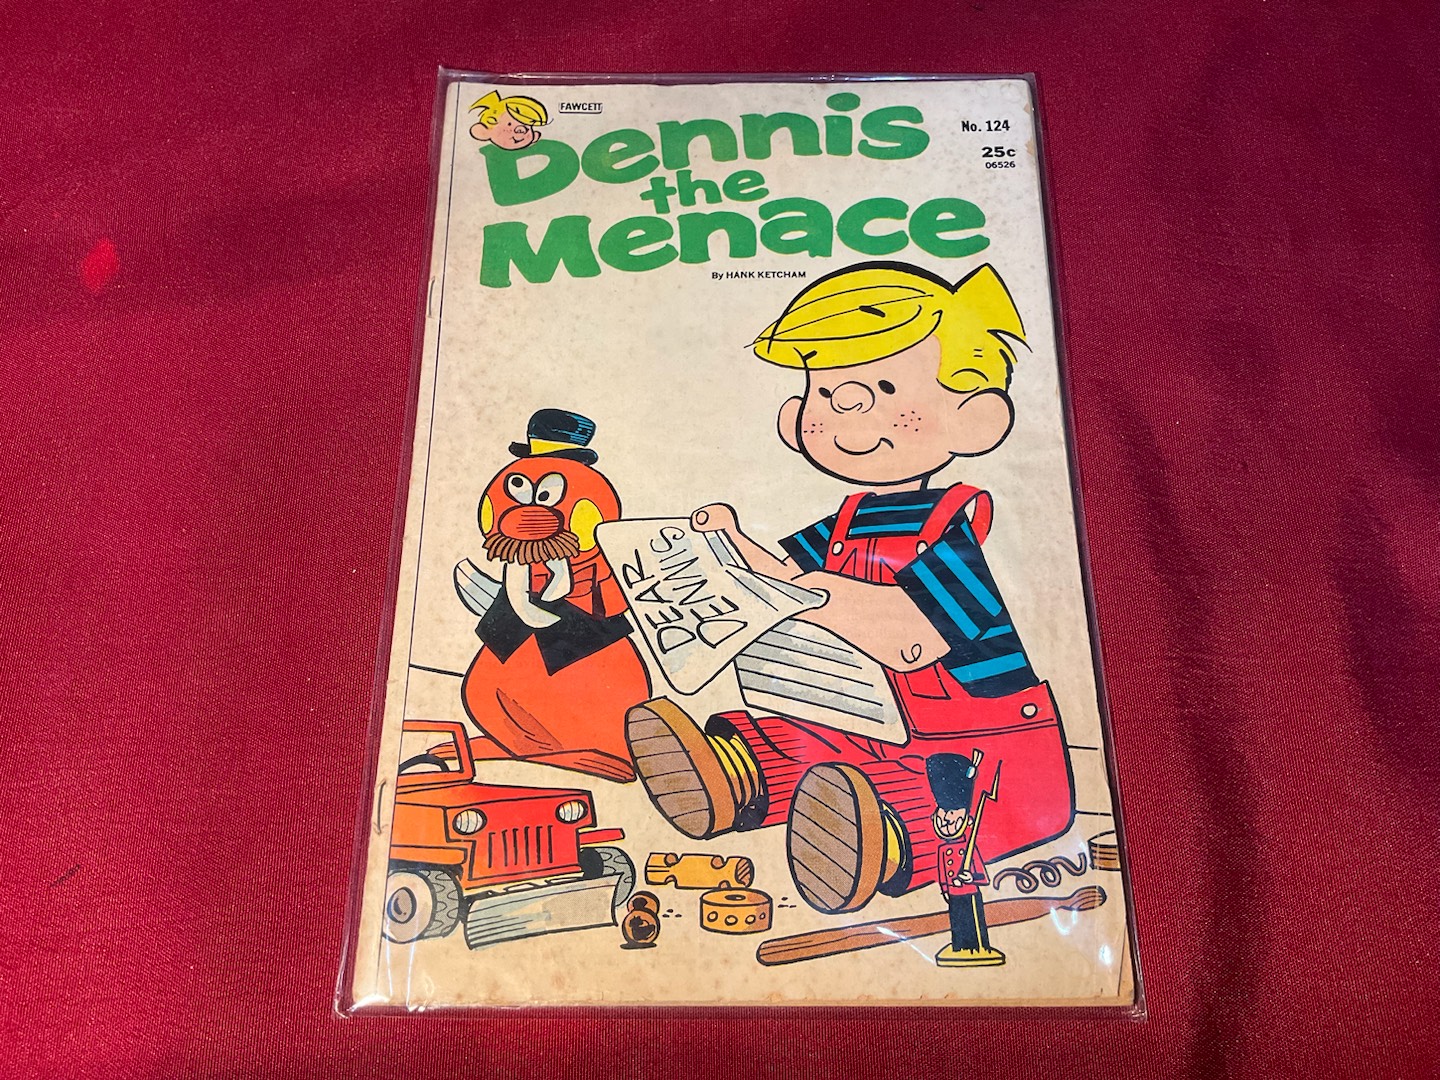 FAWCETT
Dennis
the
Menace
No. 124
25c
06526
By HANK KETCHAM
DEAR
DENNIS